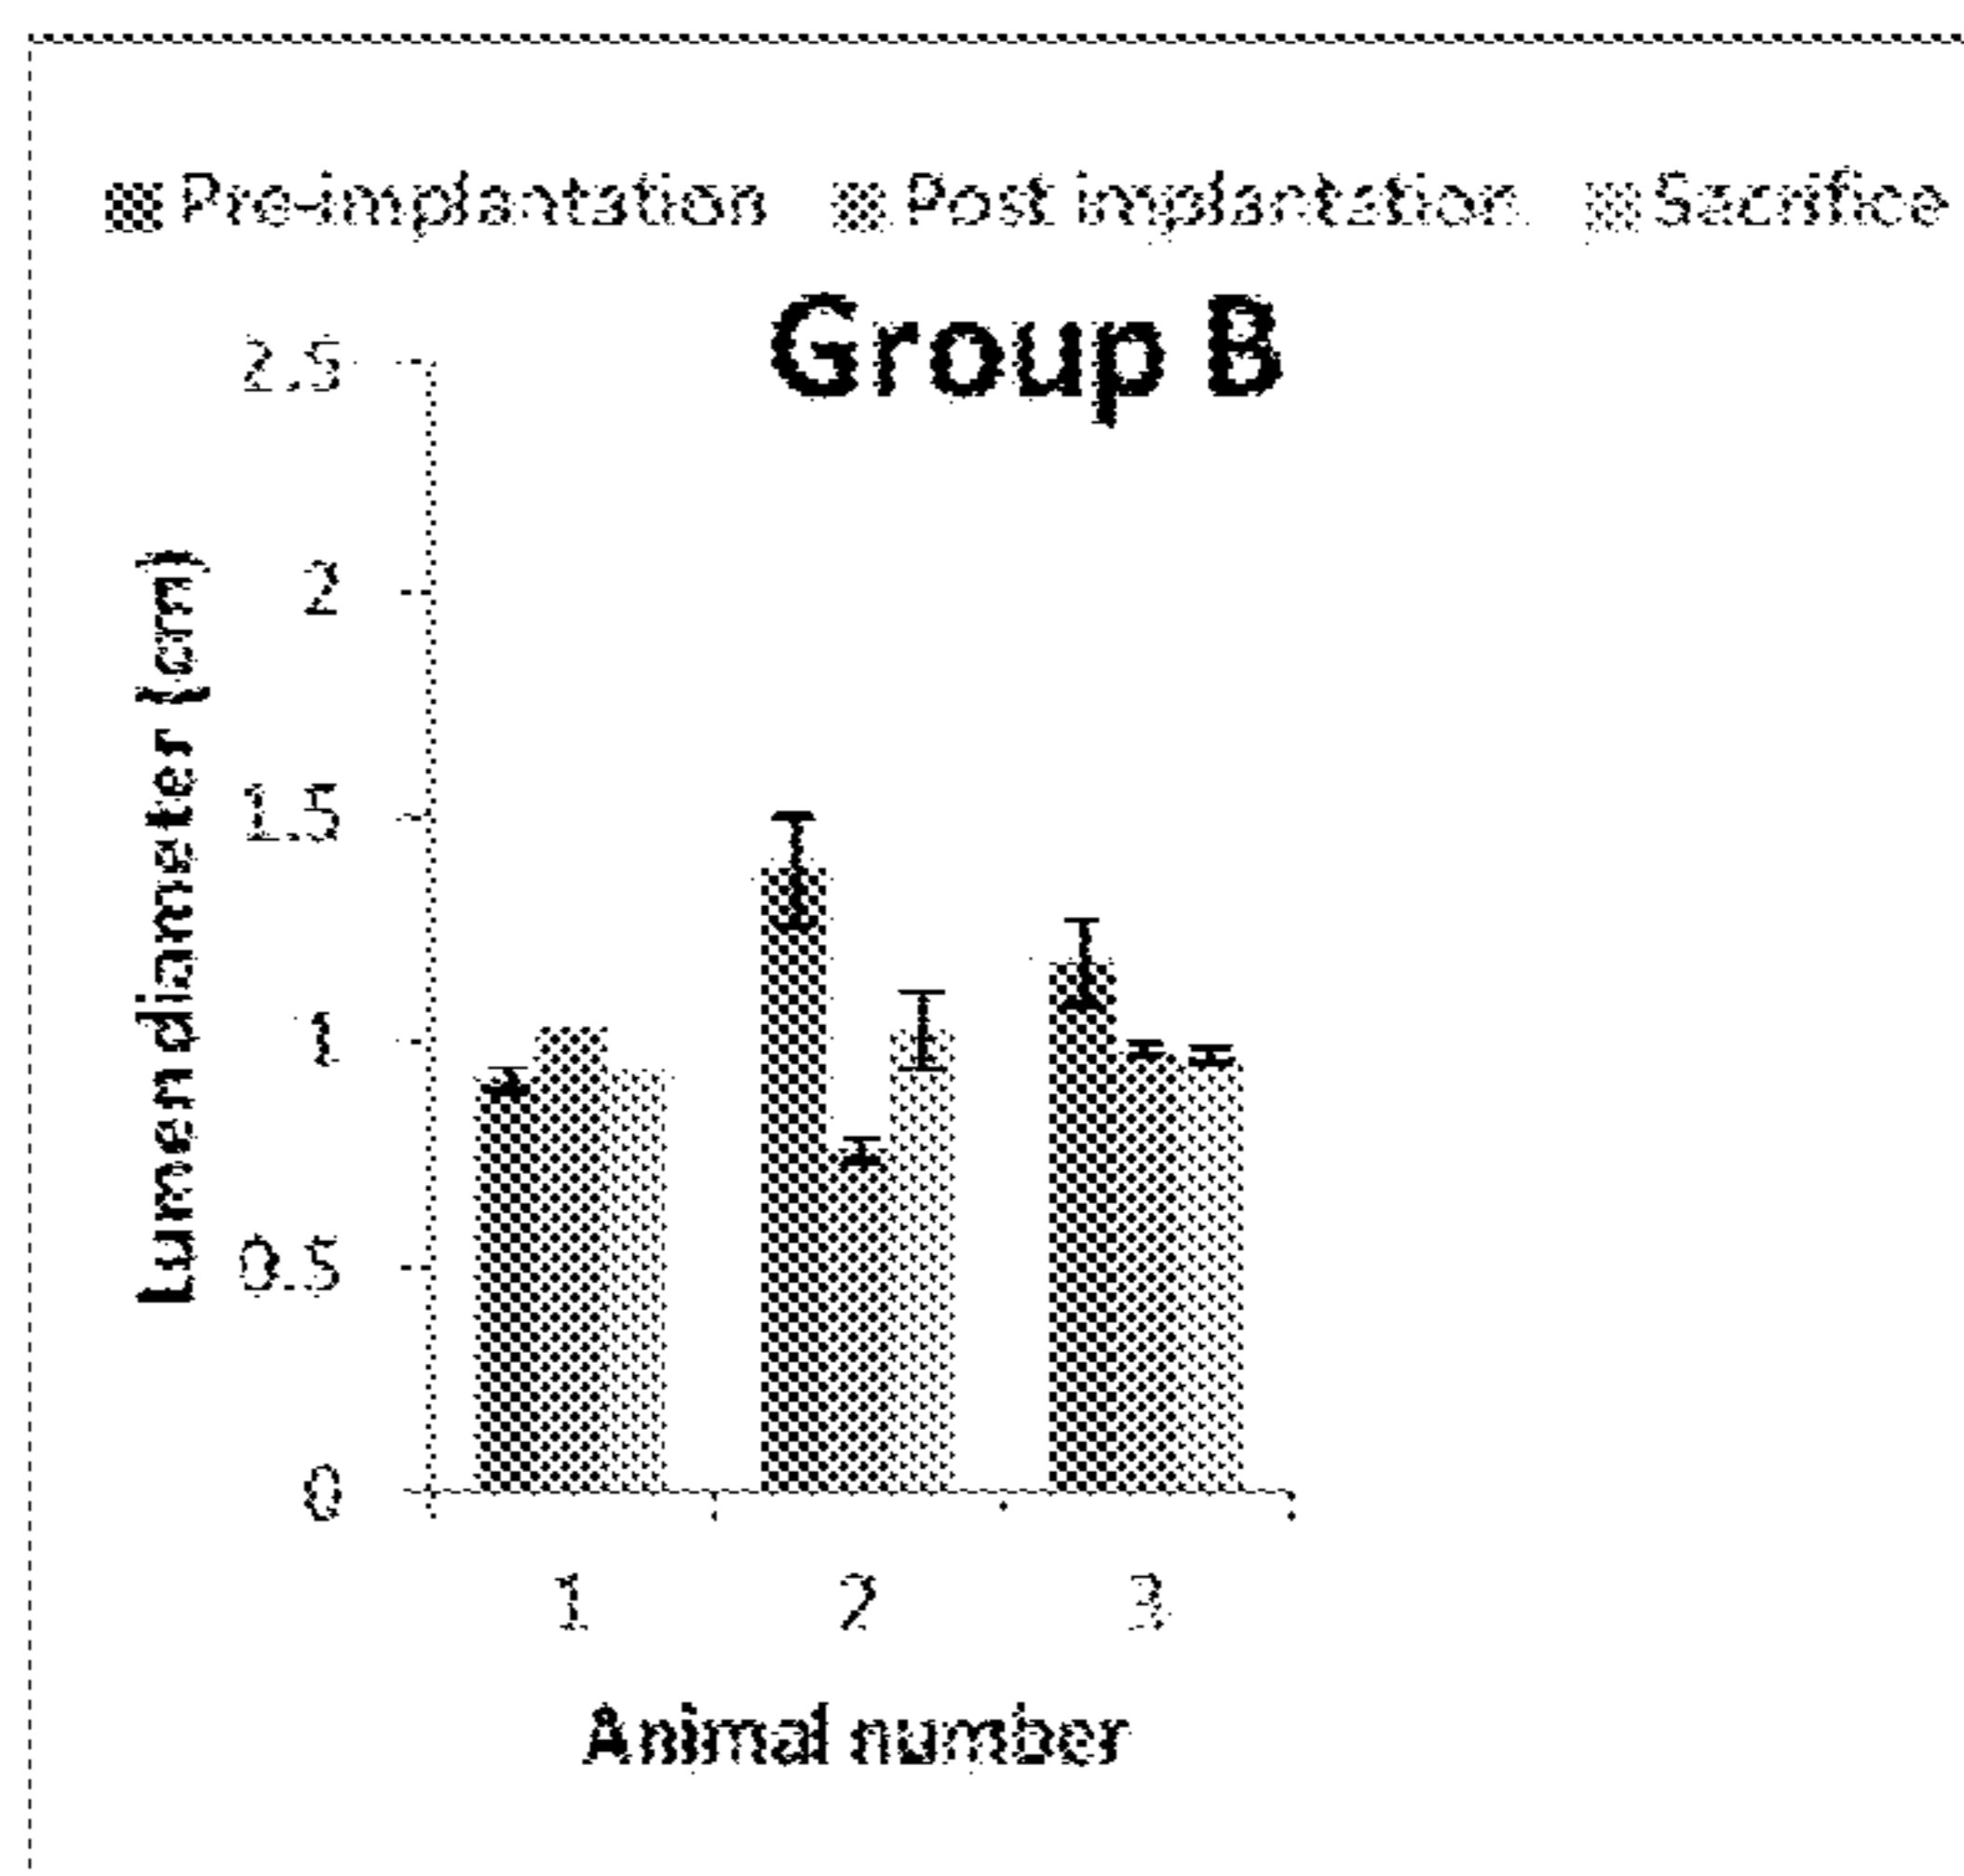 Pre-implantation Post implantation Sacrifice
Group B
2.5
2
1.5
1
0.5
0
Lumen diameter (cm)
1 2 3
Animal number